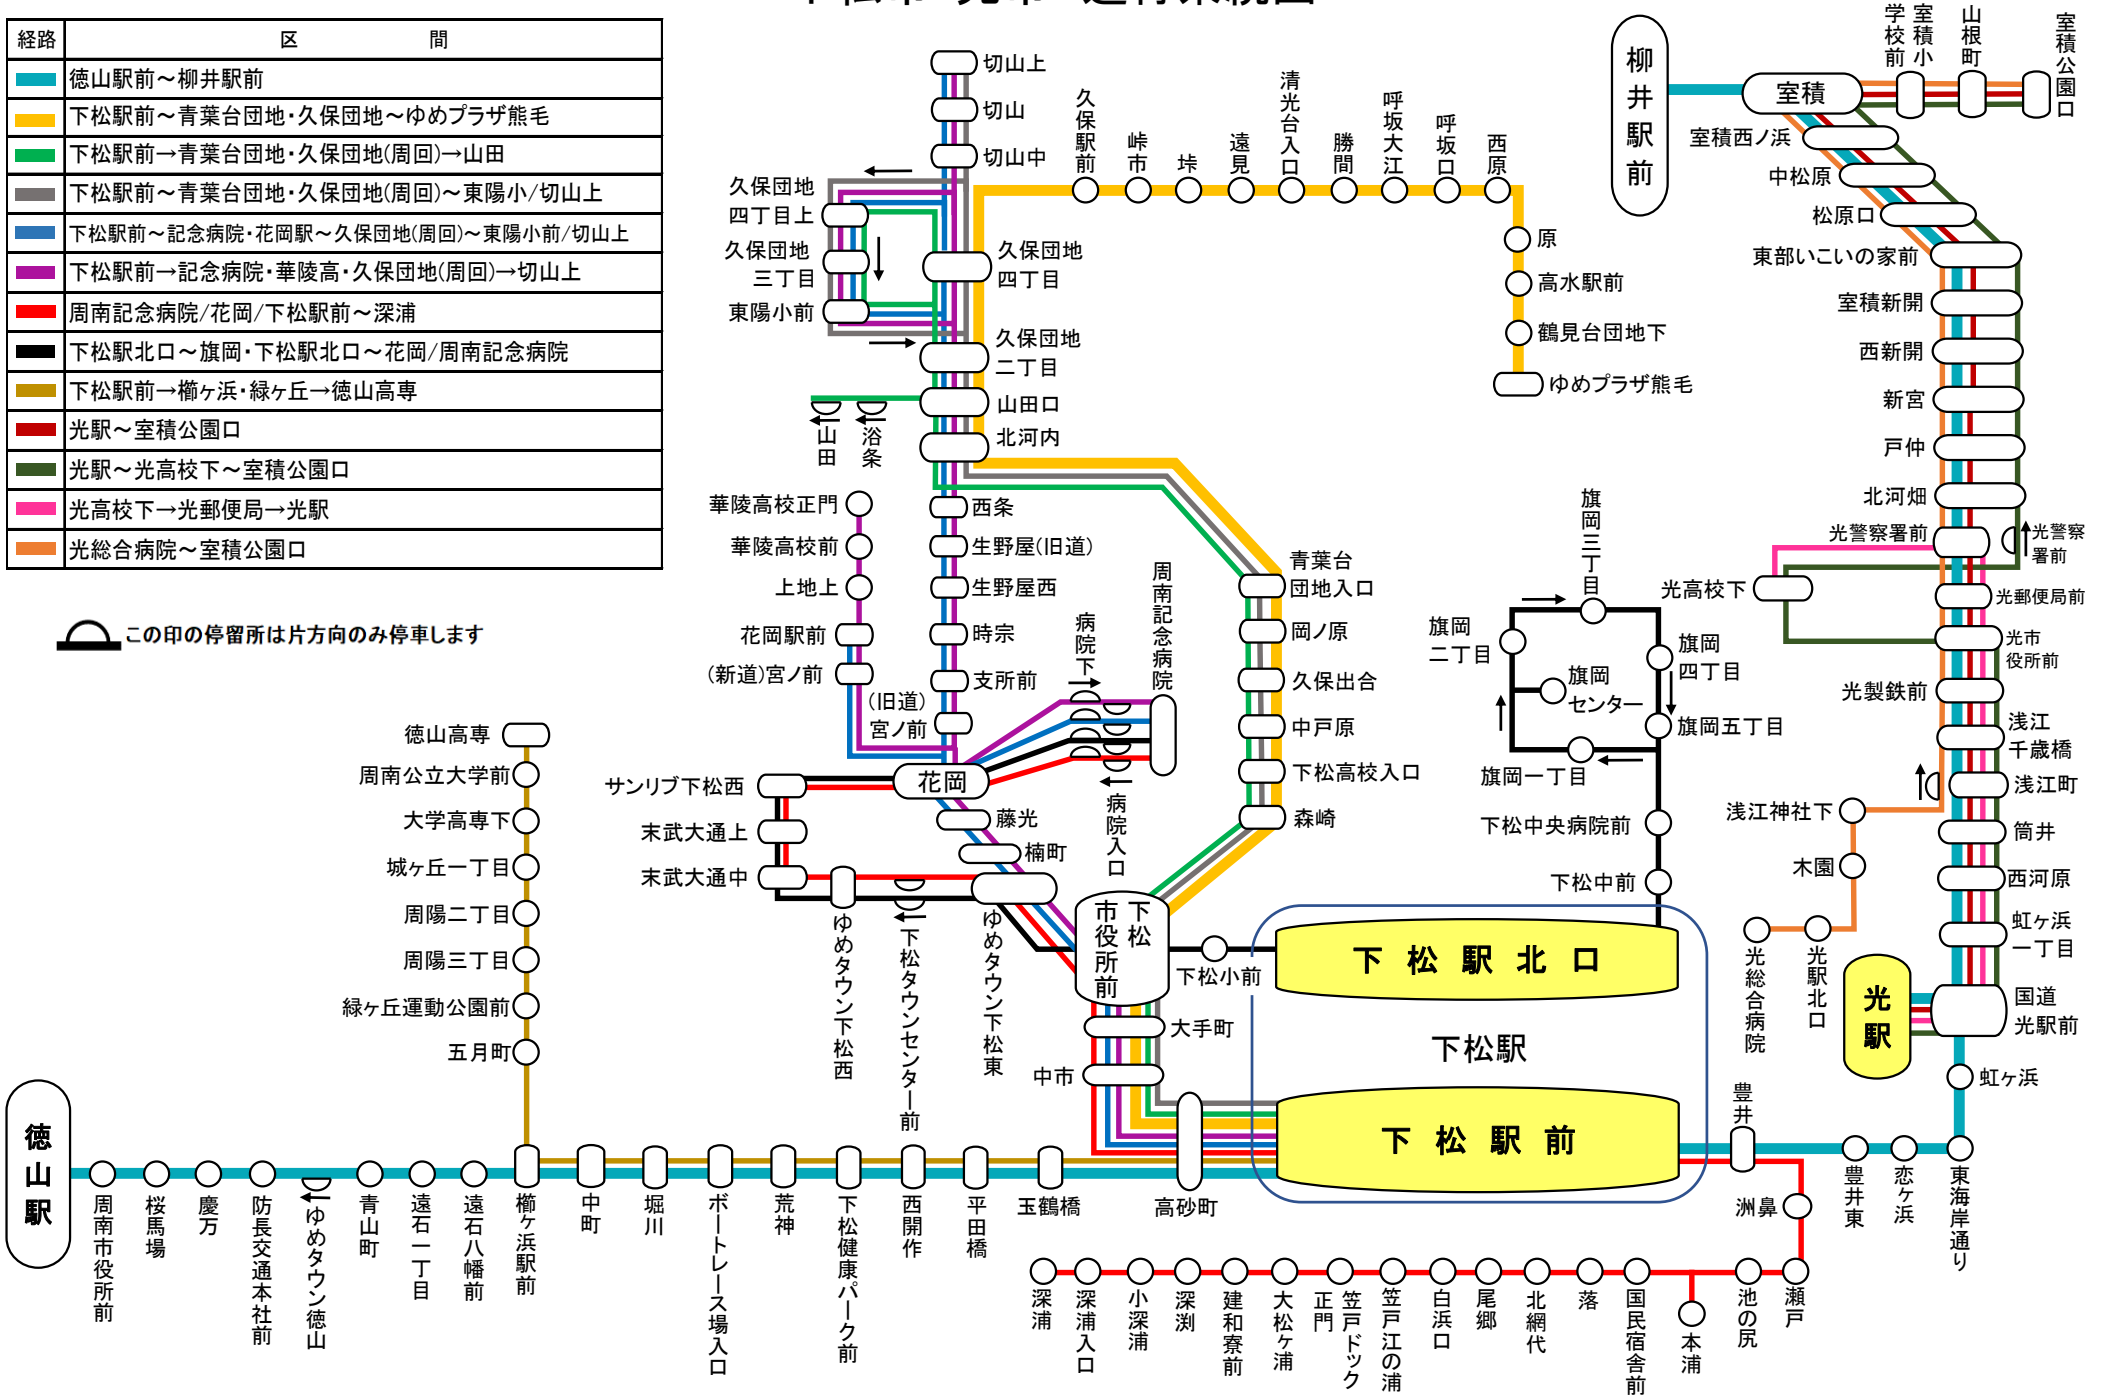 経路 区間
徳山駅前～柳井駅前
下松駅前～青葉台団地・久保団地～ゆめプラザ熊毛
下松駅前→青葉台団地・久保団地(周回)→山田
下松駅前→青葉台団地・久保団地(周回)～東陽小/切山上
下松駅前～記念病院・花岡駅～久保団地(周回)～東陽小前/切山上
下松駅前→記念病院・華陵高・久保団地(周回)→切山上
周南記念病院/花岡/下松駅前～深浦
下松駅北口～旗岡・下松駅北口～花岡/周南記念病院
下松駅前→櫛ヶ浜・緑ヶ丘→徳山高専
光駅～室積公園口
光駅～光高校下～室積公園口
光高校下→光郵便局→光駅
光総合病院～室積公園口
この印の停留所は片方向のみ停車します
切山上
切山
切山中
久保団地
四丁目上
久保団地
三丁目
東陽小前
久保団地
四丁目
久保団地
二丁目
山田口
北河内
山田
浴条
久保駅前
峠市
垰
遠見
清光台入口
勝間
呼坂大江
呼坂口
西原
原
高水駅前
鶴見台団地下
ゆめプラザ熊毛
華陵高校正門
華陵高校前
上地上
花岡駅前
(新道)宮ノ前
西条
生野屋(旧道)
生野屋西
時宗
支所前
(旧道)
宮ノ前
病院下
周南記念病院
病院入口
花岡
サンリブ下松西
末武大通上
末武大通中
藤光
楠町
ゆめタウン下松西
下松タウンセンター前
ゆめタウン下松東
青葉台
団地入口
岡ノ原
久保出合
中戸原
下松高校入口
森崎
下松
市役所前
下松小前
大手町
中市
高砂町
旗岡三丁目
旗岡
二丁目
旗岡
四丁目
旗岡
センター
旗岡五丁目
旗岡一丁目
下松中央病院前
下松中前
下松駅北口
下松駅
下松駅前
徳山高専
周南公立大学前
大学高専下
城ヶ丘一丁目
周陽二丁目
周陽三丁目
緑ヶ丘運動公園前
五月町
徳山駅
周南市役所前
桜馬場
慶万
防長交通本社前
ゆめタウン徳山
青山町
遠石一丁目
遠石八幡前
櫛ヶ浜駅前
中町
堀川
ボートレース場入口
荒神
下松健康パーク前
西開作
平田橋
玉鶴橋
豊井
豊井東
恋ヶ浜
東海岸通り
虹ヶ浜
洲鼻
瀬戸
池の尻
本浦
国民宿舎前
落
北網代
尾郷
白浜口
笠戸江の浦
笠戸ドック
正門
大松ヶ浦
建和寮前
深渕
小深浦
深浦入口
深浦
柳井駅前
室積
室積小
学校前
山根町
室積公園口
室積西ノ浜
中松原
松原口
東部いこいの家前
室積新開
西新開
新宮
戸仲
北河畑
光警察署前
光警察
署前
光高校下
光郵便局前
光市
役所前
光製鉄前
浅江
千歳橋
浅江町
浅江神社下
木園
光駅北口
光総合病院
筒井
西河原
虹ヶ浜
一丁目
光駅
国道
光駅前